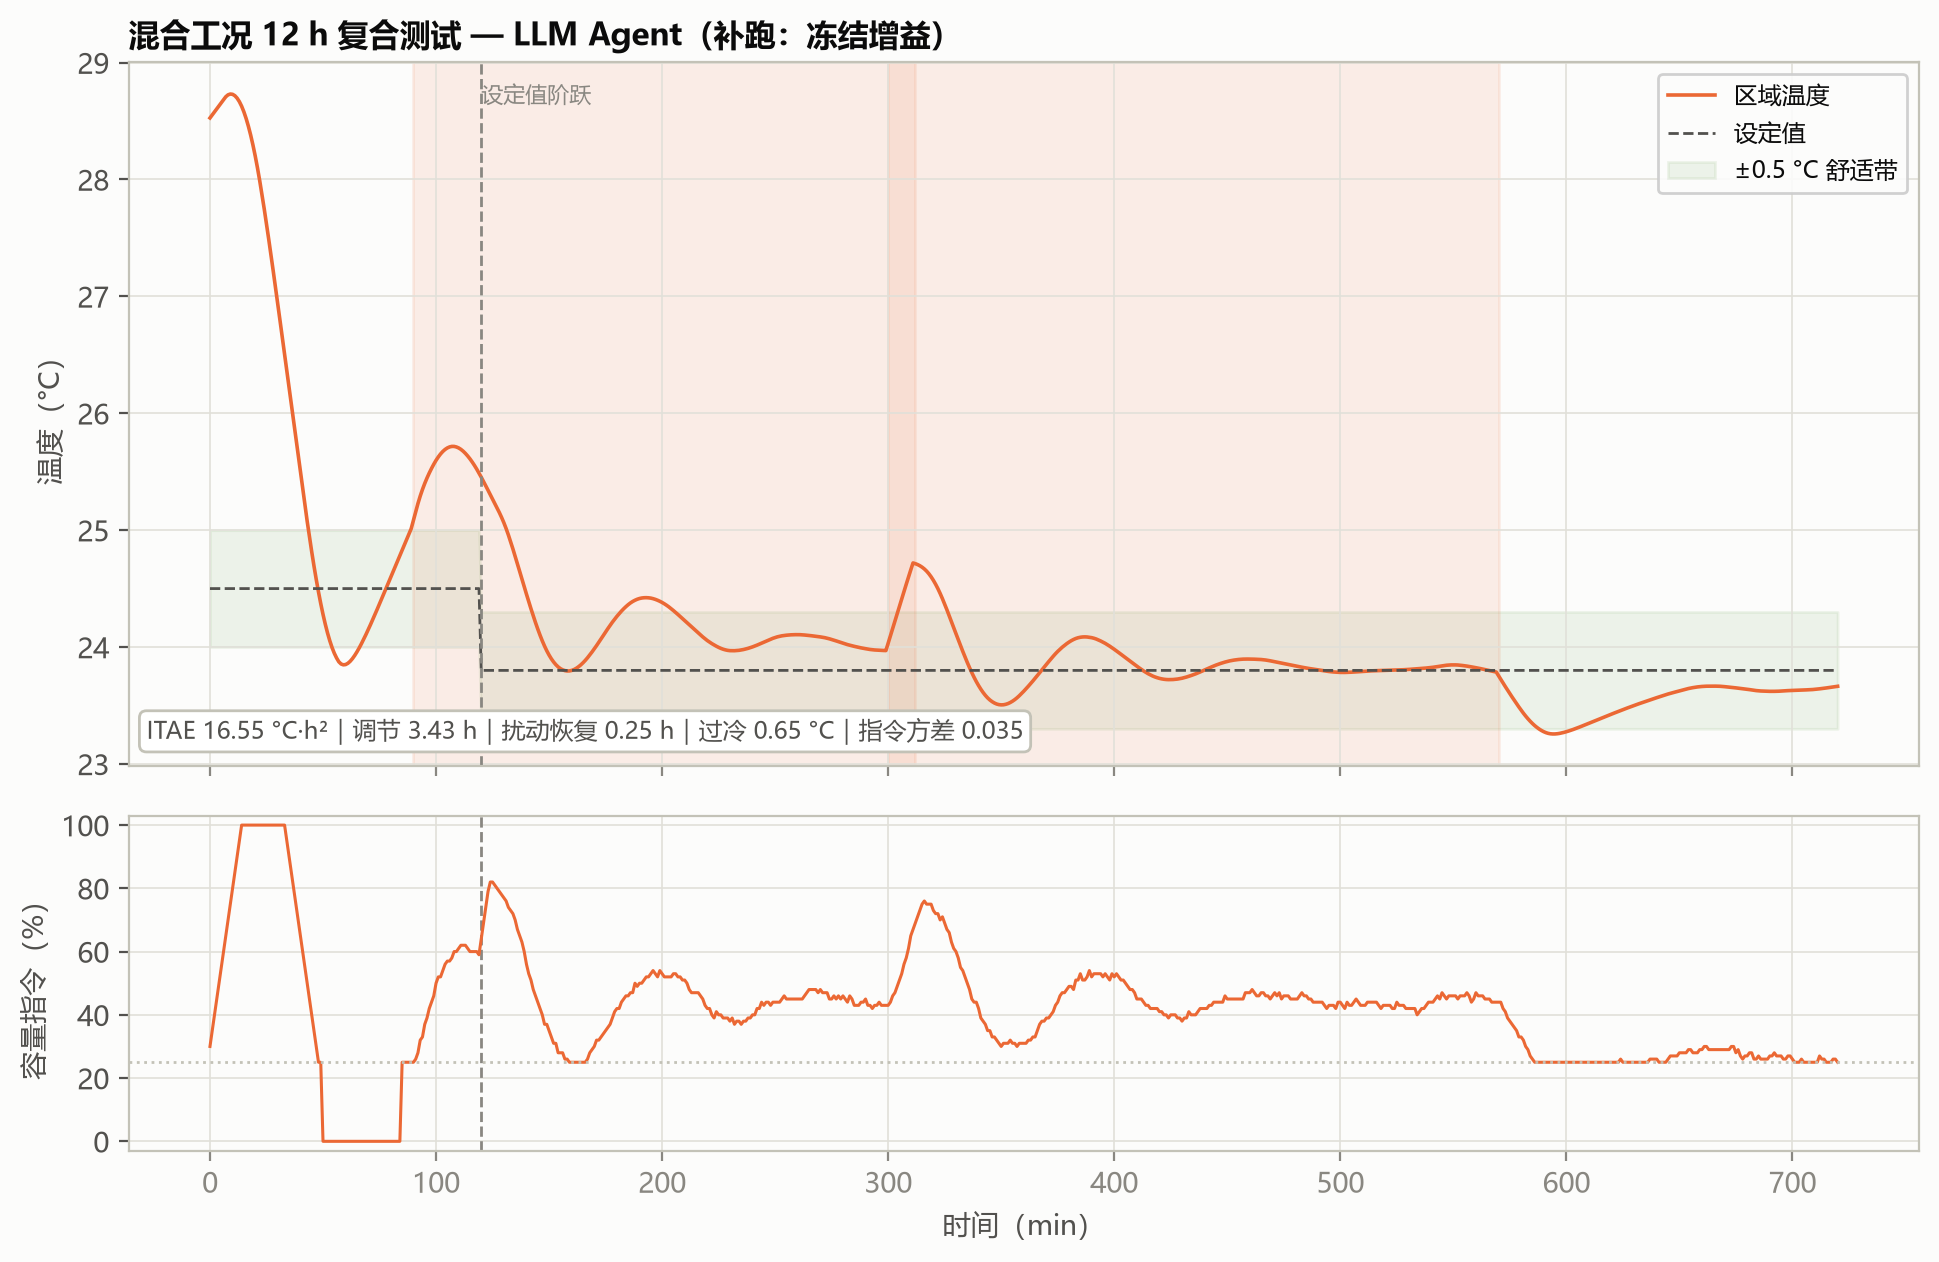 混合工况 12 h 复合测试 — LLM Agent（补跑：冻结增益）
29
28
27
26
25
24
23
温度（°C）
设定值阶跃
区域温度
设定值
±0.5 °C 舒适带
ITAE 16.55 °C·h² | 调节 3.43 h | 扰动恢复 0.25 h | 过冷 0.65 °C | 指令方差 0.035
100
80
60
40
20
0
容量指令（%）
0 100 200 300 400 500 600 700
时间（min）